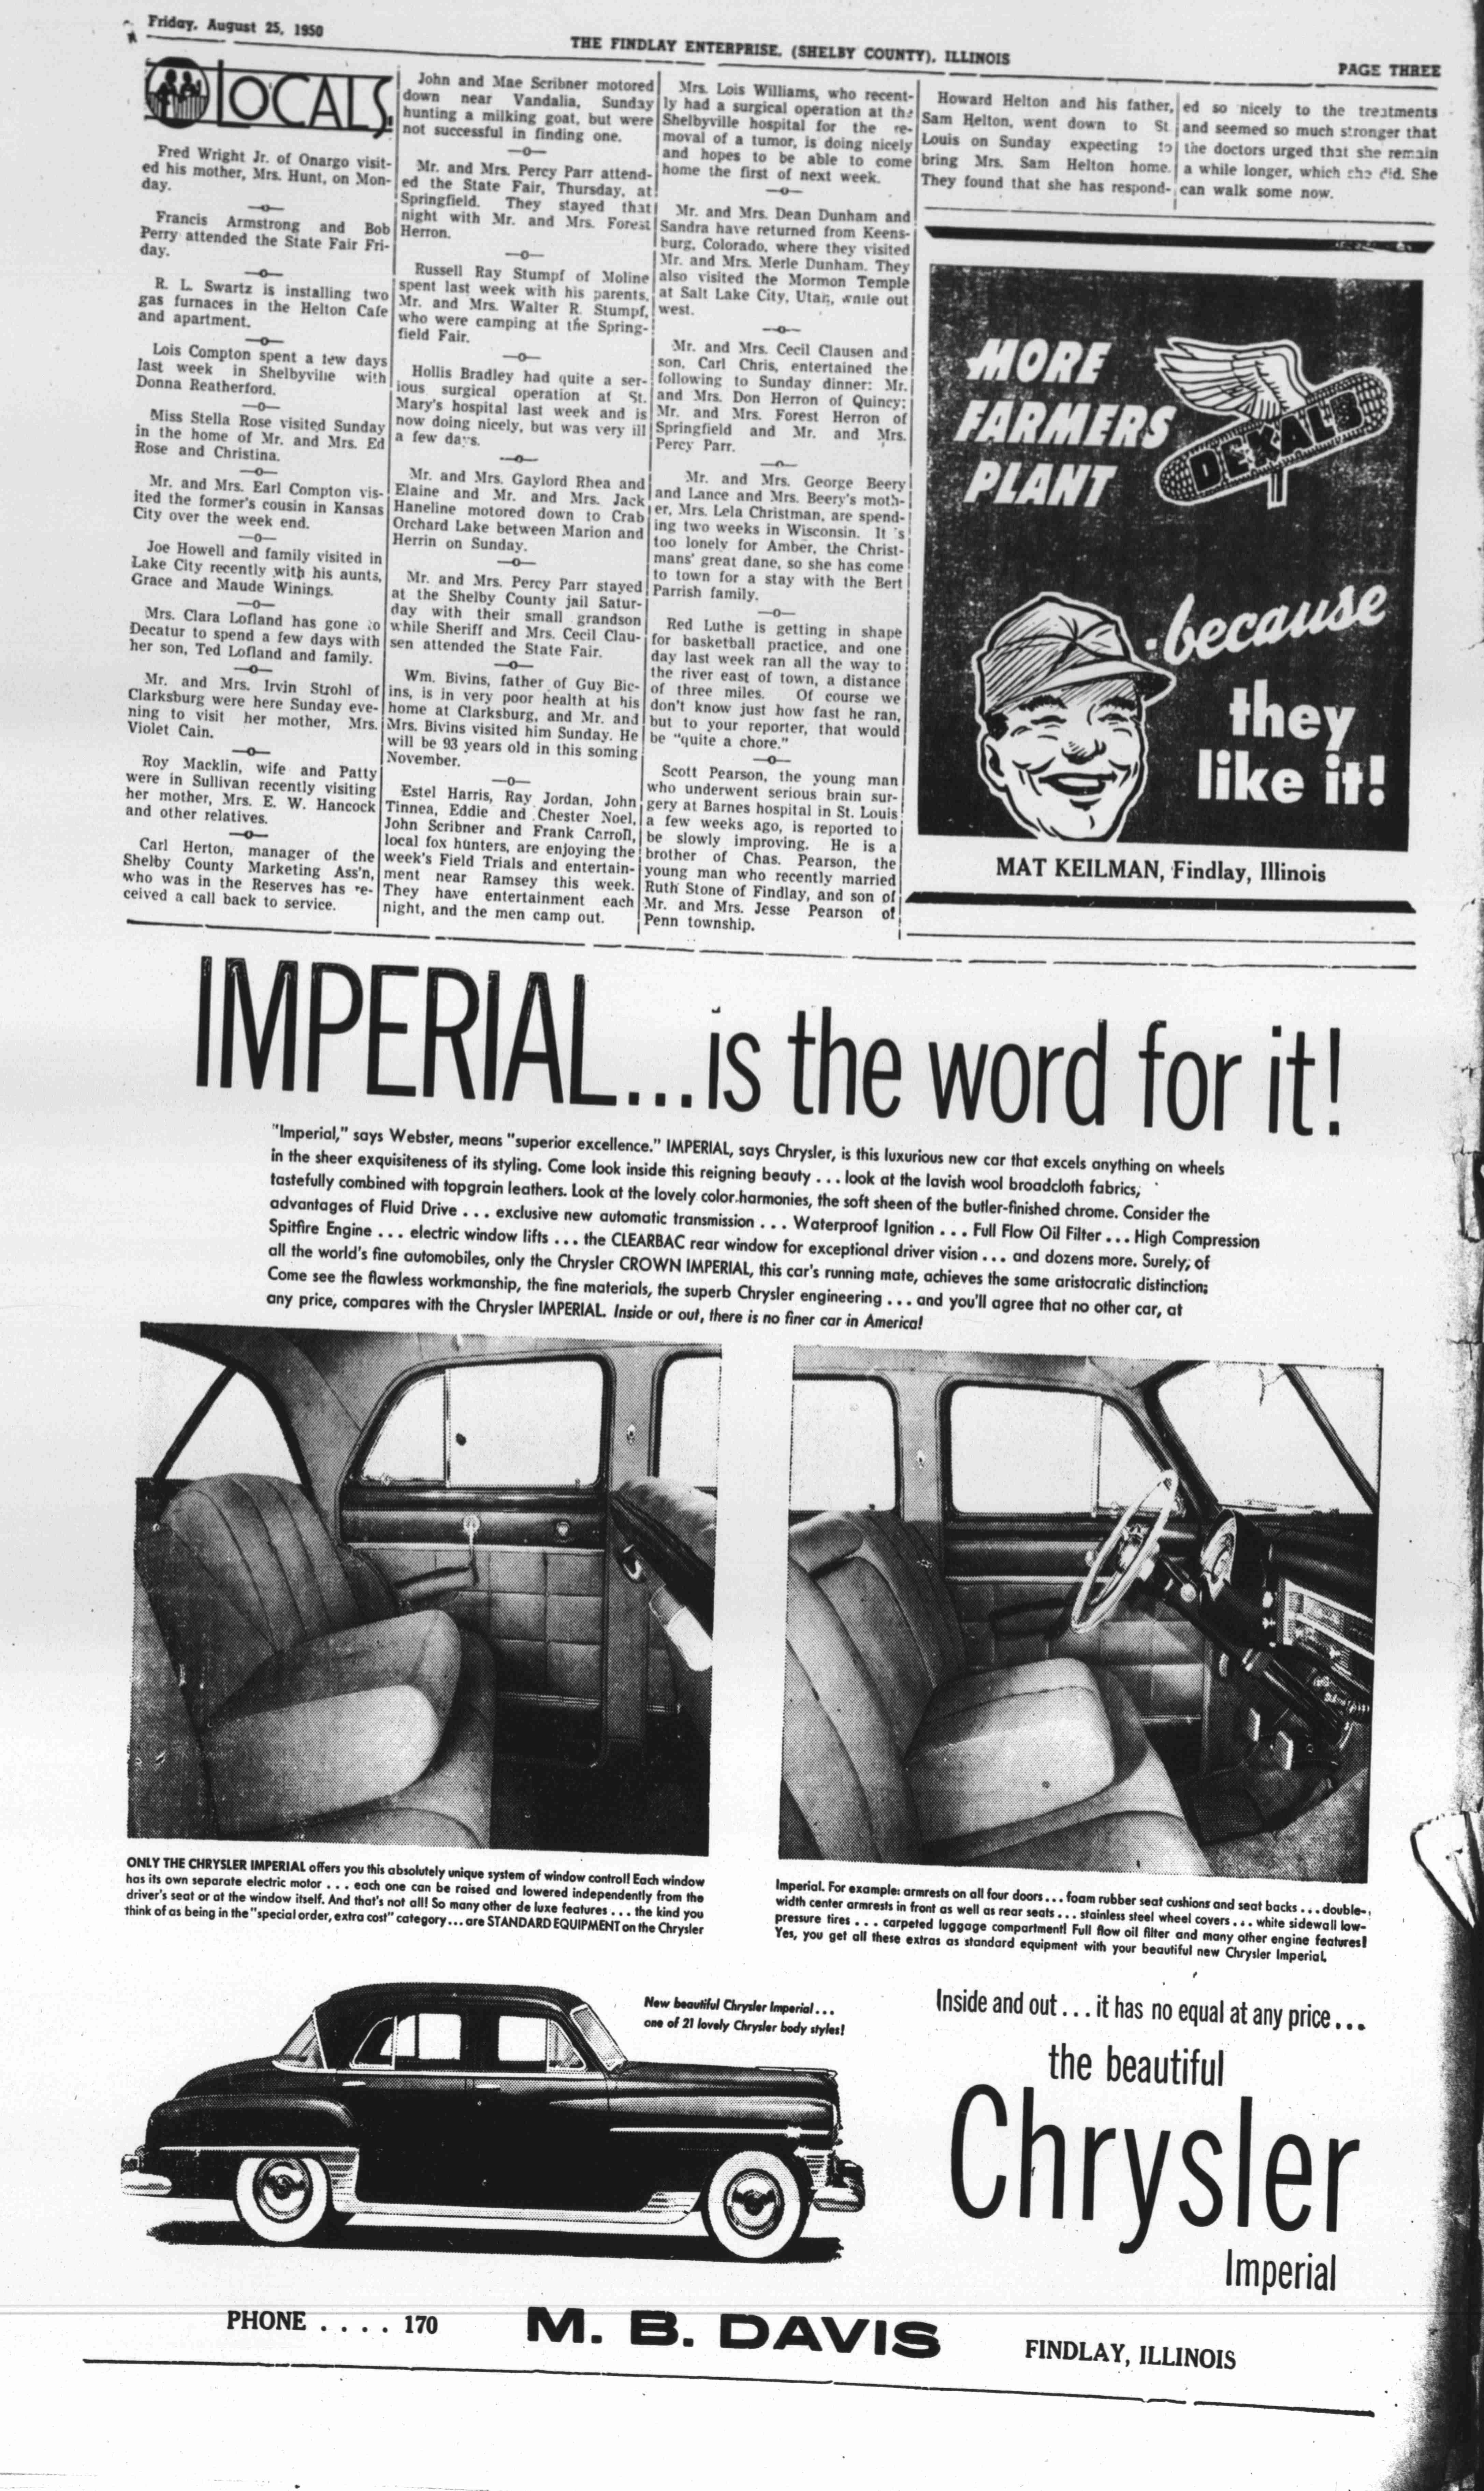 Friday, August 25, 1950
THE FINDLAY ENTERPRISE, (SHELBY COUNTY), ILLINOIS
PAGE THREE
LOCALS
Fred Wright Jr. of Onargo visit-
ed his mother, Mrs. Hunt, on Mon-
day.
—o—
Francis Armstrong and Bob
Perry attended the State Fair Fri-
day.
—o—
R. L. Swartz is installing two
gas furnaces in the Helton Cafe
and apartment.
—o—
Lois Compton spent a few days
last week in Shelbyville with
Donna Reatherford.
—o—
Miss Stella Rose visited Sunday
in the home of Mr. and Mrs. Ed
Rose and Christina.
—o—
Mr. and Mrs. Earl Compton vis-
ited the former's cousin in Kansas
City over the week end.
—o—
Joe Howell and family visited in
Lake City recently with his aunts,
Grace and Maude Winings.
—o—
Mrs. Clara Lofland has gone to
Decatur to spend a few days with
her son, Ted Lofland and family.
—o—
Mr. and Mrs. Irvin Strohl of
Clarksburg were here Sunday eve-
ning to visit her mother, Mrs.
Violet Cain.
—o—
Roy Macklin, wife and Patty
were in Sullivan recently visiting
her mother, Mrs. E. W. Hancock
and other relatives.
—o—
Carl Herton, manager of the
Shelby County Marketing Ass'n,
who was in the Reserves has re-
ceived a call back to service.
John and Mae Scribner motored
down near Vandalia, Sunday
hunting a milking goat, but were
not successful in finding one.
—o—
Mr. and Mrs. Percy Parr attend-
ed the State Fair, Thursday, at
Springfield. They stayed that
night with Mr. and Mrs. Forest
Herron.
—o—
Russell Ray Stumpf of Moline
spent last week with his parents,
Mr. and Mrs. Walter R. Stumpf,
who were camping at the Spring-
field Fair.
—o—
Hollis Bradley had quite a ser-
ious surgical operation at St.
Mary's hospital last week and is
now doing nicely, but was very ill
a few days.
—o—
Mr. and Mrs. Gaylord Rhea and
Elaine and Mr. and Mrs. Jack
Haneline motored down to Crab
Orchard Lake between Marion and
Herrin on Sunday.
—o—
Mr. and Mrs. Percy Parr stayed
at the Shelby County jail Satur-
day with their small grandson
while Sheriff and Mrs. Cecil Clau-
sen attended the State Fair.
—o—
Wm. Bivins, father of Guy Bic-
ins, is in very poor health at his
home at Clarksburg, and Mr. and
Mrs. Bivins visited him Sunday. He
will be 93 years old in this soming
November.
—o—
Estel Harris, Ray Jordan, John
Tinnea, Eddie and Chester Noel,
John Scribner and Frank Carroll,
local fox hunters, are enjoying the
week's Field Trials and entertain-
ment near Ramsey this week.
They have entertainment each
night, and the men camp out.
Mrs. Lois Williams, who recent-
ly had a surgical operation at the
Shelbyville hospital for the re-
moval of a tumor, is doing nicely
and hopes to be able to come
home the first of next week.
—o—
Mr. and Mrs. Dean Dunham and
Sandra have returned from Keens-
burg, Colorado, where they visited
Mr. and Mrs. Merle Dunham. They
also visited the Mormon Temple
at Salt Lake City, Utah, while out
west.
—o—
Mr. and Mrs. Cecil Clausen and
son, Carl Chris, entertained the
following to Sunday dinner: Mr.
and Mrs. Don Herron of Quincy;
Mr. and Mrs. Forest Herron of
Springfield and Mr. and Mrs.
Percy Parr.
—o—
Mr. and Mrs. George Beery
and Lance and Mrs. Beery's moth-
er, Mrs. Lela Christman, are spend-
ing two weeks in Wisconsin. It 's
too lonely for Amber, the Christ-
mans' great dane, so she has come
to town for a stay with the Bert
Parrish family.
—o—
Red Luthe is getting in shape
for basketball practice, and one
day last week ran all the way to
the river east of town, a distance
of three miles. Of course we
don't know just how fast he ran,
but to your reporter, that would
be "quite a chore."
—o—
Scott Pearson, the young man
who underwent serious brain sur-
gery at Barnes hospital in St. Louis
a few weeks ago, is reported to
be slowly improving. He is a
brother of Chas. Pearson, the
young man who recently married
Ruth Stone of Findlay, and son of
Mr. and Mrs. Jesse Pearson of
Penn township.
Howard Helton and his father,
Sam Helton, went down to St.
Louis on Sunday expecting to
bring Mrs. Sam Helton home.
They found that she has respond-
ed so nicely to the treatments
and seemed so much stronger that
the doctors urged that she remain
a while longer, which she did. She
can walk some now.
MORE
FARMERS
PLANT
DEKALB
-because
they
like it!
MAT KEILMAN, Findlay, Illinois
IMPERIAL...is the word for it!
"Imperial," says Webster, means "superior excellence." IMPERIAL, says Chrysler, is this luxurious new car that excels anything on wheels
in the sheer exquisiteness of its styling. Come look inside this reigning beauty . . . look at the lavish wool broadcloth fabrics,
tastefully combined with topgrain leathers. Look at the lovely color harmonies, the soft sheen of the butler-finished chrome. Consider the
advantages of Fluid Drive . . . exclusive new automatic transmission . . . Waterproof Ignition . . . Full Flow Oil Filter . . . High Compression
Spitfire Engine . . . electric window lifts . . . the CLEARBAC rear window for exceptional driver vision . . . and dozens more. Surely, of
all the world's fine automobiles, only the Chrysler CROWN IMPERIAL, this car's running mate, achieves the same aristocratic distinction;
Come see the flawless workmanship, the fine materials, the superb Chrysler engineering . . . and you'll agree that no other car, at
any price, compares with the Chrysler IMPERIAL. Inside or out, there is no finer car in America!
ONLY THE CHRYSLER IMPERIAL offers you this absolutely unique system of window control! Each window
has its own separate electric motor . . . each one can be raised and lowered independently from the
driver's seat or at the window itself. And that's not all! So many other de luxe features . . . the kind you
think of as being in the "special order, extra cost" category . . . are STANDARD EQUIPMENT on the Chrysler
Imperial. For example: armrests on all four doors . . . foam rubber seat cushions and seat backs . . . double-
width center armrests in front as well as rear seats . . . stainless steel wheel covers . . . white sidewall low-
pressure tires . . . carpeted luggage compartment! Full flow oil filter and many other engine features!
Yes, you get all these extras as standard equipment with your beautiful new Chrysler Imperial.
New beautiful Chrysler Imperial . . .
one of 21 lovely Chrysler body styles!
Inside and out . . . it has no equal at any price . . .
the beautiful
Chrysler
Imperial
PHONE . . . . 170
M. B. DAVIS
FINDLAY, ILLINOIS